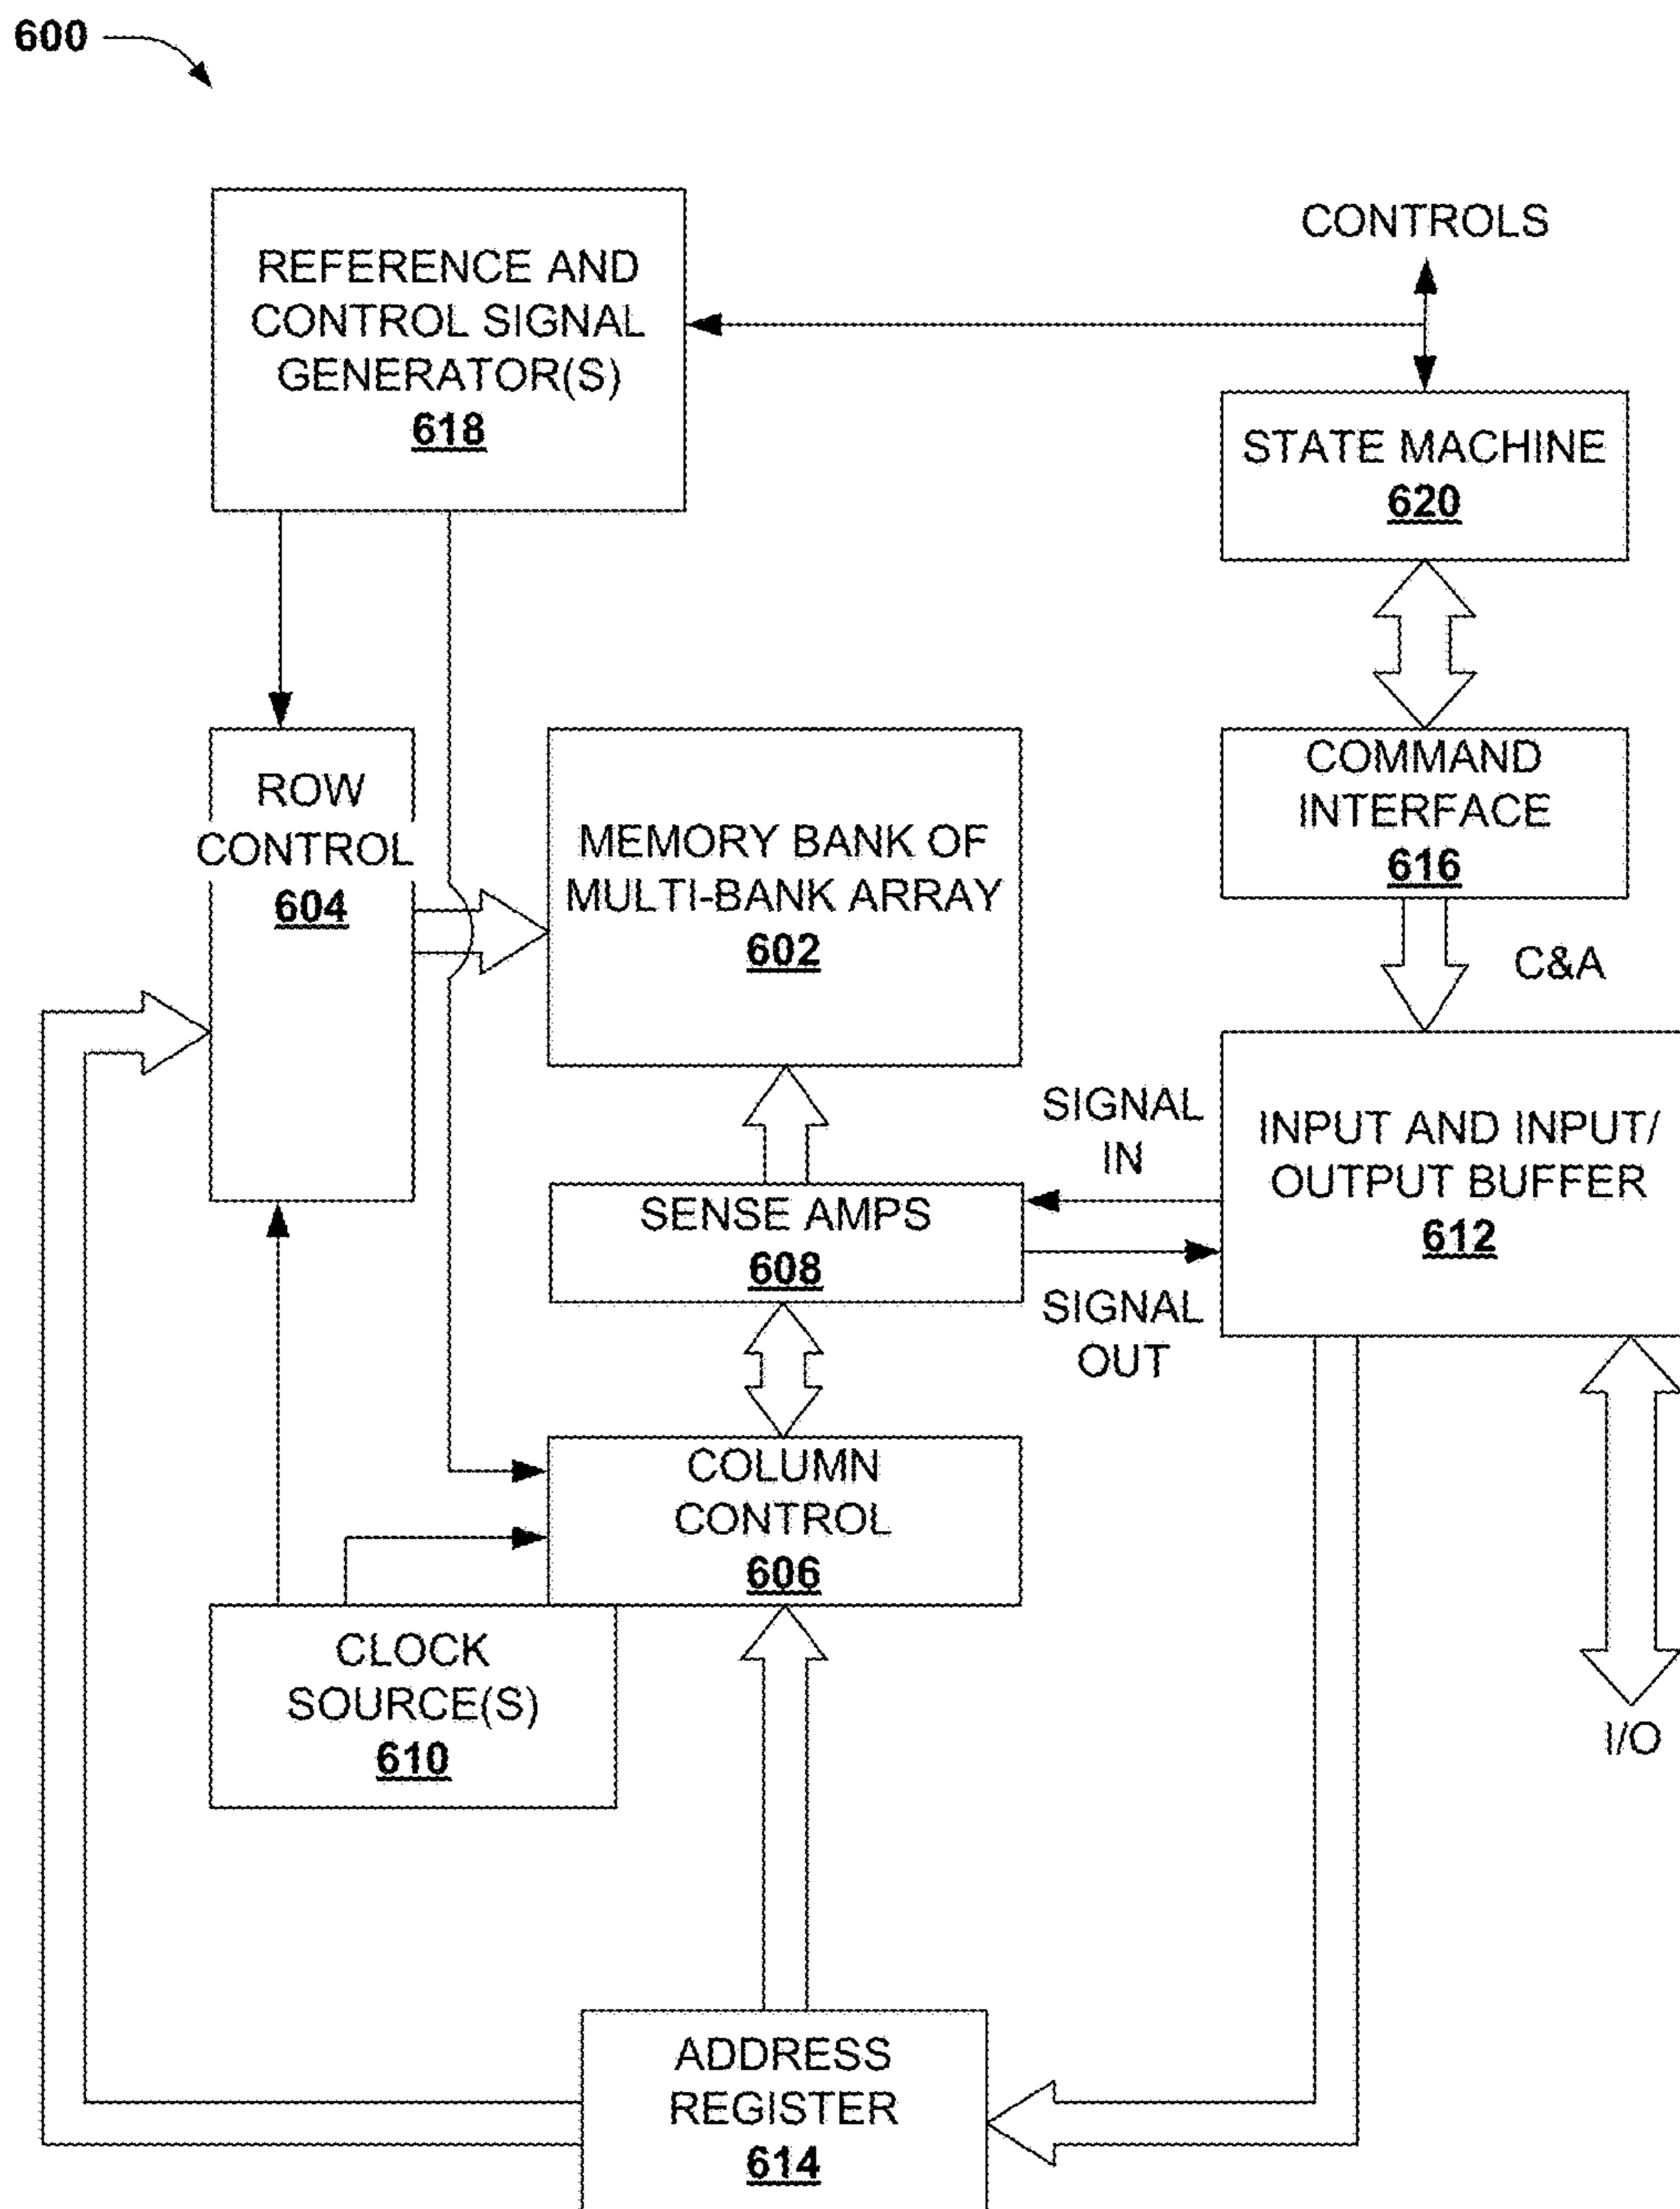 600
REFERENCE AND
CONTROL SIGNAL
GENERATOR(S)
618
CONTROLS
STATE MACHINE
620
ROW
CONTROL
604
MEMORY BANK OF
MULTI-BANK ARRAY
602
COMMAND
INTERFACE
616
C&A
SIGNAL
IN
INPUT AND INPUT/
OUTPUT BUFFER
612
SENSE AMPS
608
SIGNAL
OUT
COLUMN
CONTROL
606
CLOCK
SOURCE(S)
610
I/O
ADDRESS
REGISTER
614